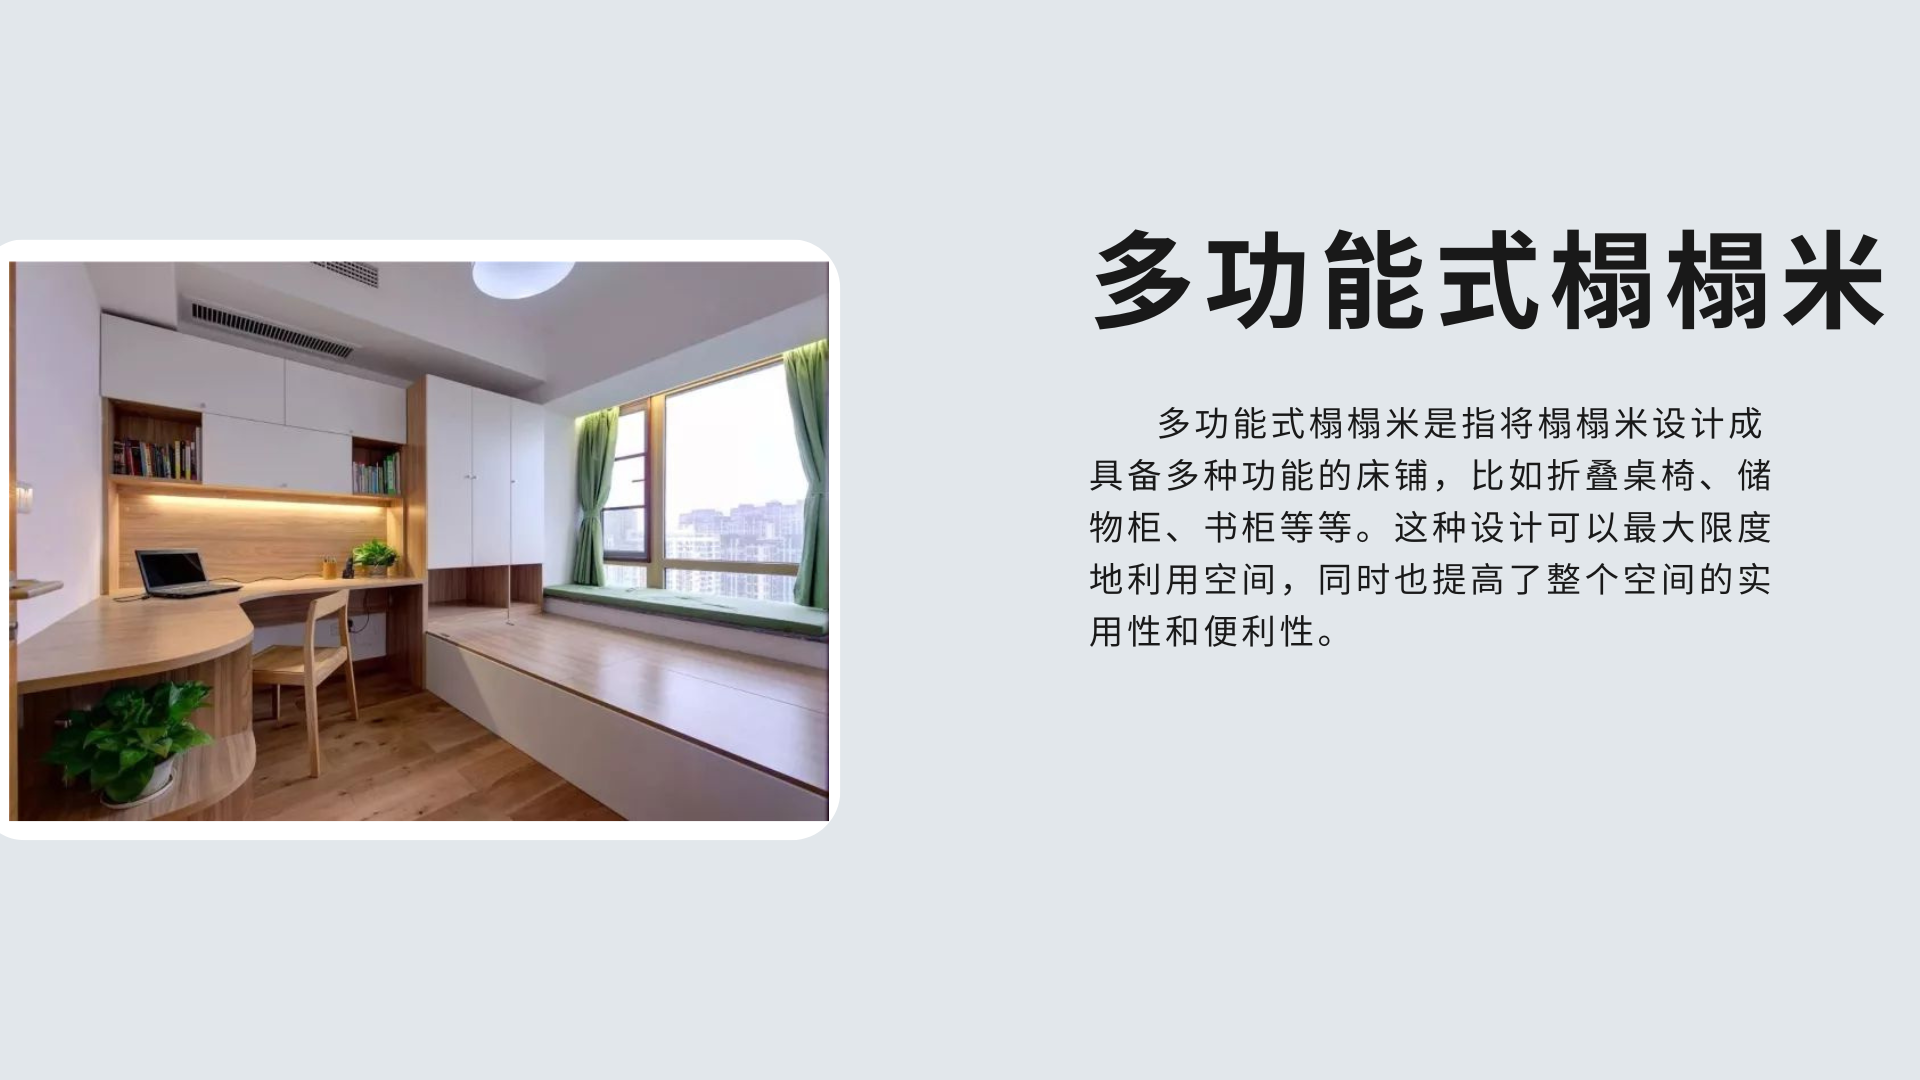 多功能式榻榻米
多功能式榻榻米是指将榻榻米设计成
具备多种功能的床铺，比如折叠桌椅、储
物柜、书柜等等。这种设计可以最大限度
地利用空间，同时也提高了整个空间的实
用性和便利性。